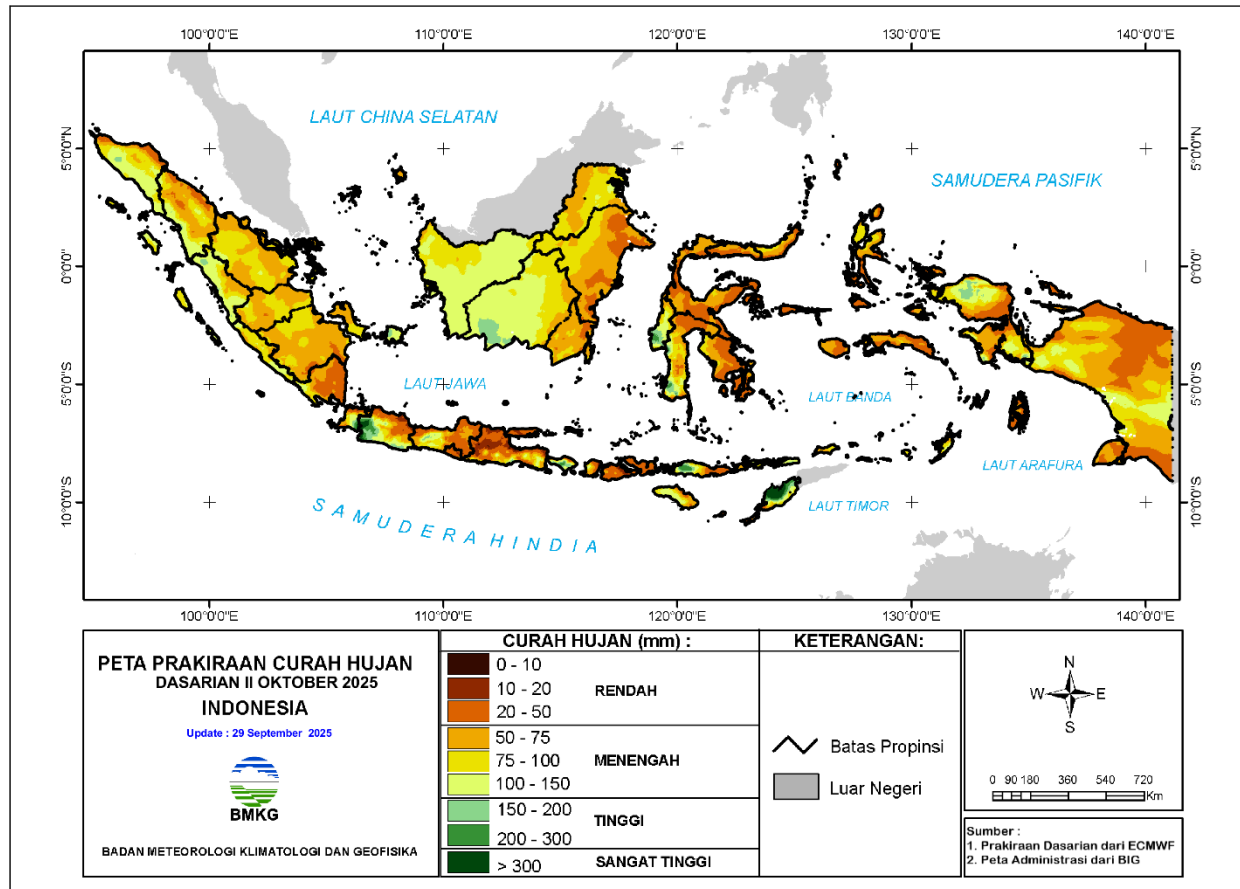 100°0'0"E 110°0'0"E 120°0'0"E 130°0'0"E 140°0'0"E
5°0'0"N 5°0'0"N
0°0'0" 0°0'0"
5°0'0"S 5°0'0"S
10°0'0"S 10°0'0"S
LAUT CHINA SELATAN
SAMUDERA PASIFIK
LAUT JAWA
LAUT BANDA
LAUT ARAFURA
LAUT TIMOR
SAMUDERA HINDIA
100°0'0"E 110°0'0"E 120°0'0"E 130°0'0"E 140°0'0"E
PETA PRAKIRAAN CURAH HUJAN
DASARIAN II OKTOBER 2025
INDONESIA
Update : 29 September 2025
BMKG
BADAN METEOROLOGI KLIMATOLOGI DAN GEOFISIKA
CURAH HUJAN (mm) :
0 - 10
10 - 20 RENDAH
20 - 50
50 - 75
75 - 100 MENENGAH
100 - 150
150 - 200 TINGGI
200 - 300
> 300 SANGAT TINGGI
KETERANGAN:
Batas Propinsi
Luar Negeri
N
W E
S
0 90 180 360 540 720
Km
Sumber :
1. Prakiraan Dasarian dari ECMWF
2. Peta Administrasi dari BIG